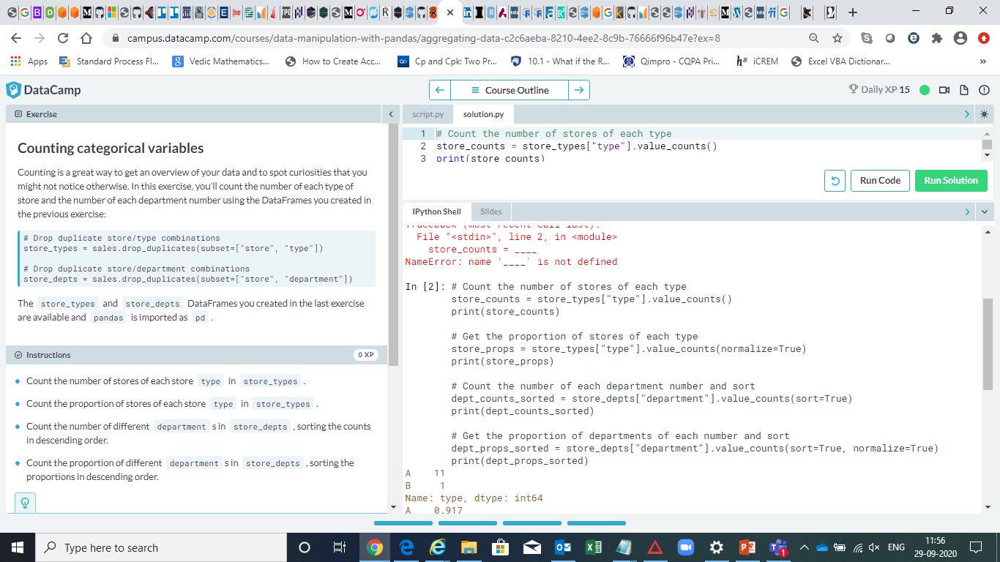 campus.datacamp.com/courses/data-manipulation-with-pandas/aggregating-data-c2c6aeba-8210-4ee2-8c9b-76666f96b47e?ex=8
Apps Standard Process Fl... Vedic Mathematics... How to Create Acc... Cp and Cpk: Two Pr... 10.1 - What if the R... Qimpro - CQPA Pri... iCREM Excel VBA Dictionar... »
DataCamp
Course Outline
Daily XP 15
Exercise
script.py
solution.py
Counting categorical variables
Counting is a great way to get an overview of your data and to spot curiosities that you
might not notice otherwise. In this exercise, you'll count the number of each type of
store and the number of each department number using the DataFrames you created in
the previous exercise:
# Drop duplicate store/type combinations
store_types = sales.drop_duplicates(subset=["store", "type"])
# Drop duplicate store/department combinations
store_depts = sales.drop_duplicates(subset=["store", "department"])
The store_types and store_depts DataFrames you created in the last exercise
are available and pandas is imported as pd .
Instructions
0 XP
Count the number of stores of each store type in store_types .
Count the proportion of stores of each store type in store_types .
Count the number of different department s in store_depts , sorting the counts
in descending order.
Count the proportion of different department s in store_depts , sorting the
proportions in descending order.
1 # Count the number of stores of each type
2 store_counts = store_types["type"].value_counts()
3 print(store_counts)
Run Code
Run Solution
IPython Shell
Slides
Traceback (most recent call last):
File "<stdin>", line 2, in <module>
store_counts = ____
NameError: name '____' is not defined
In [2]: # Count the number of stores of each type
store_counts = store_types["type"].value_counts()
print(store_counts)
# Get the proportion of stores of each type
store_props = store_types["type"].value_counts(normalize=True)
print(store_props)
# Count the number of each department number and sort
dept_counts_sorted = store_depts["department"].value_counts(sort=True)
print(dept_counts_sorted)
# Get the proportion of departments of each number and sort
dept_props_sorted = store_depts["department"].value_counts(sort=True, normalize=True)
print(dept_props_sorted)
A 11
B 1
Name: type, dtype: int64
A 0.917
Type here to search
ENG
11:56
29-09-2020